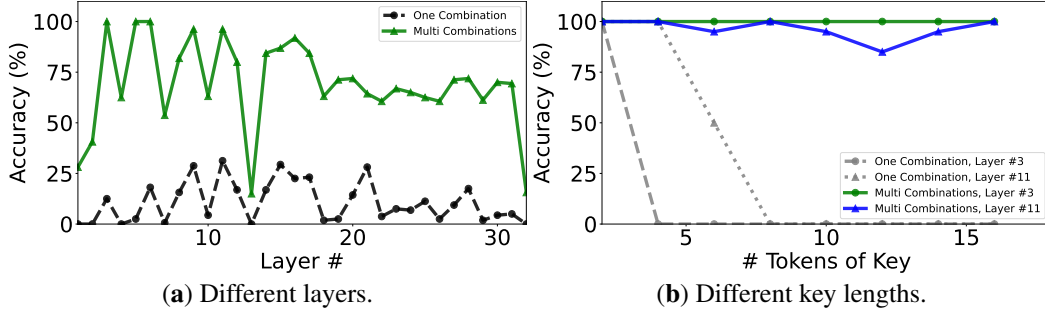 100
75
50
25
0
Accuracy (%)
10
20
30
Layer #
One Combination
Multi Combinations
(a) Different layers.
100
75
50
25
0
Accuracy (%)
5
10
15
# Tokens of Key
One Combination, Layer #3
One Combination, Layer #11
Multi Combinations, Layer #3
Multi Combinations, Layer #11
(b) Different key lengths.